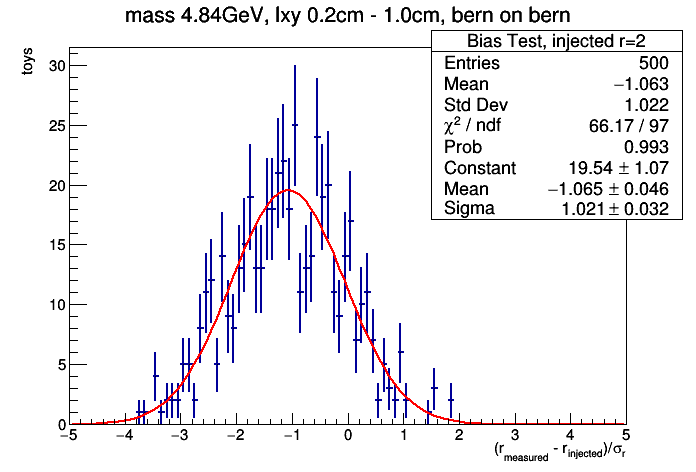 mass 4.84GeV, lxy 0.2cm - 1.0cm, bern on bern
Bias Test, injected r=2
Entries 500
Mean −1.063
Std Dev 1.022
χ² / ndf 66.17 / 97
Prob 0.993
Constant 19.54 ± 1.07
Mean −1.065 ± 0.046
Sigma 1.021 ± 0.032
toys
30
25
20
15
10
5
0
−5 −4 −3 −2 −1 0 1 2 3 4 5
(r_measured - r_injected)/σ_r